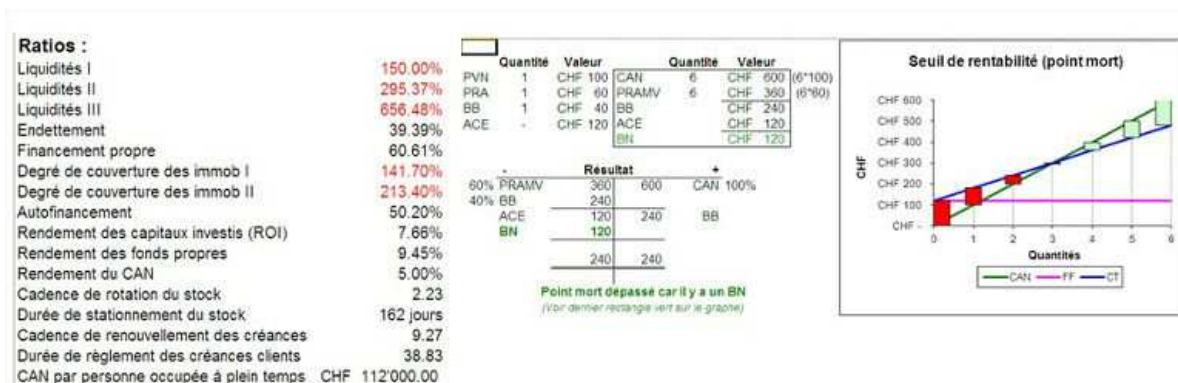 Ratios :
Liquidités I 150.00%
Liquidités II 295.37%
Liquidités III 656.48%
Endettement 39.39%
Financement propre 60.61%
Degré de couverture des immob I 141.70%
Degré de couverture des immob II 213.40%
Autofinancement 50.20%
Rendement des capitaux investis (ROI) 7.66%
Rendement des fonds propres 9.45%
Rendement du CAN 5.00%
Cadence de rotation du stock 2.23
Durée de stationnement du stock 162 jours
Cadence de renouvellement des créances 9.27
Durée de règlement des créances clients 38.83
CAN par personne occupée à plein temps CHF 112'000.00
Quantité Valeur Quantité Valeur
PVN 1 CHF 100 CAN 6 CHF 600 (6*100)
PRA 1 CHF 60 PRAMV 6 CHF 360 (6*60)
BB 1 CHF 40 BB CHF 240
ACE - CHF 120 ACE CHF 120
BN CHF 120
- Résultat +
60% PRAMV 360 600 CAN 100%
40% BB 240
ACE 120 240 BB
BN 120
240 240
Point mort dépassé car il y a un BN
(Voir dernier rectangle vert sur le graphe)
Seuil de rentabilité (point mort)
CHF 600
CHF 500
CHF 400
CHF 300
CHF 200
CHF 100
CHF -
CHF
0 1 2 3 4 5 6
Quantités
CAN FF CT